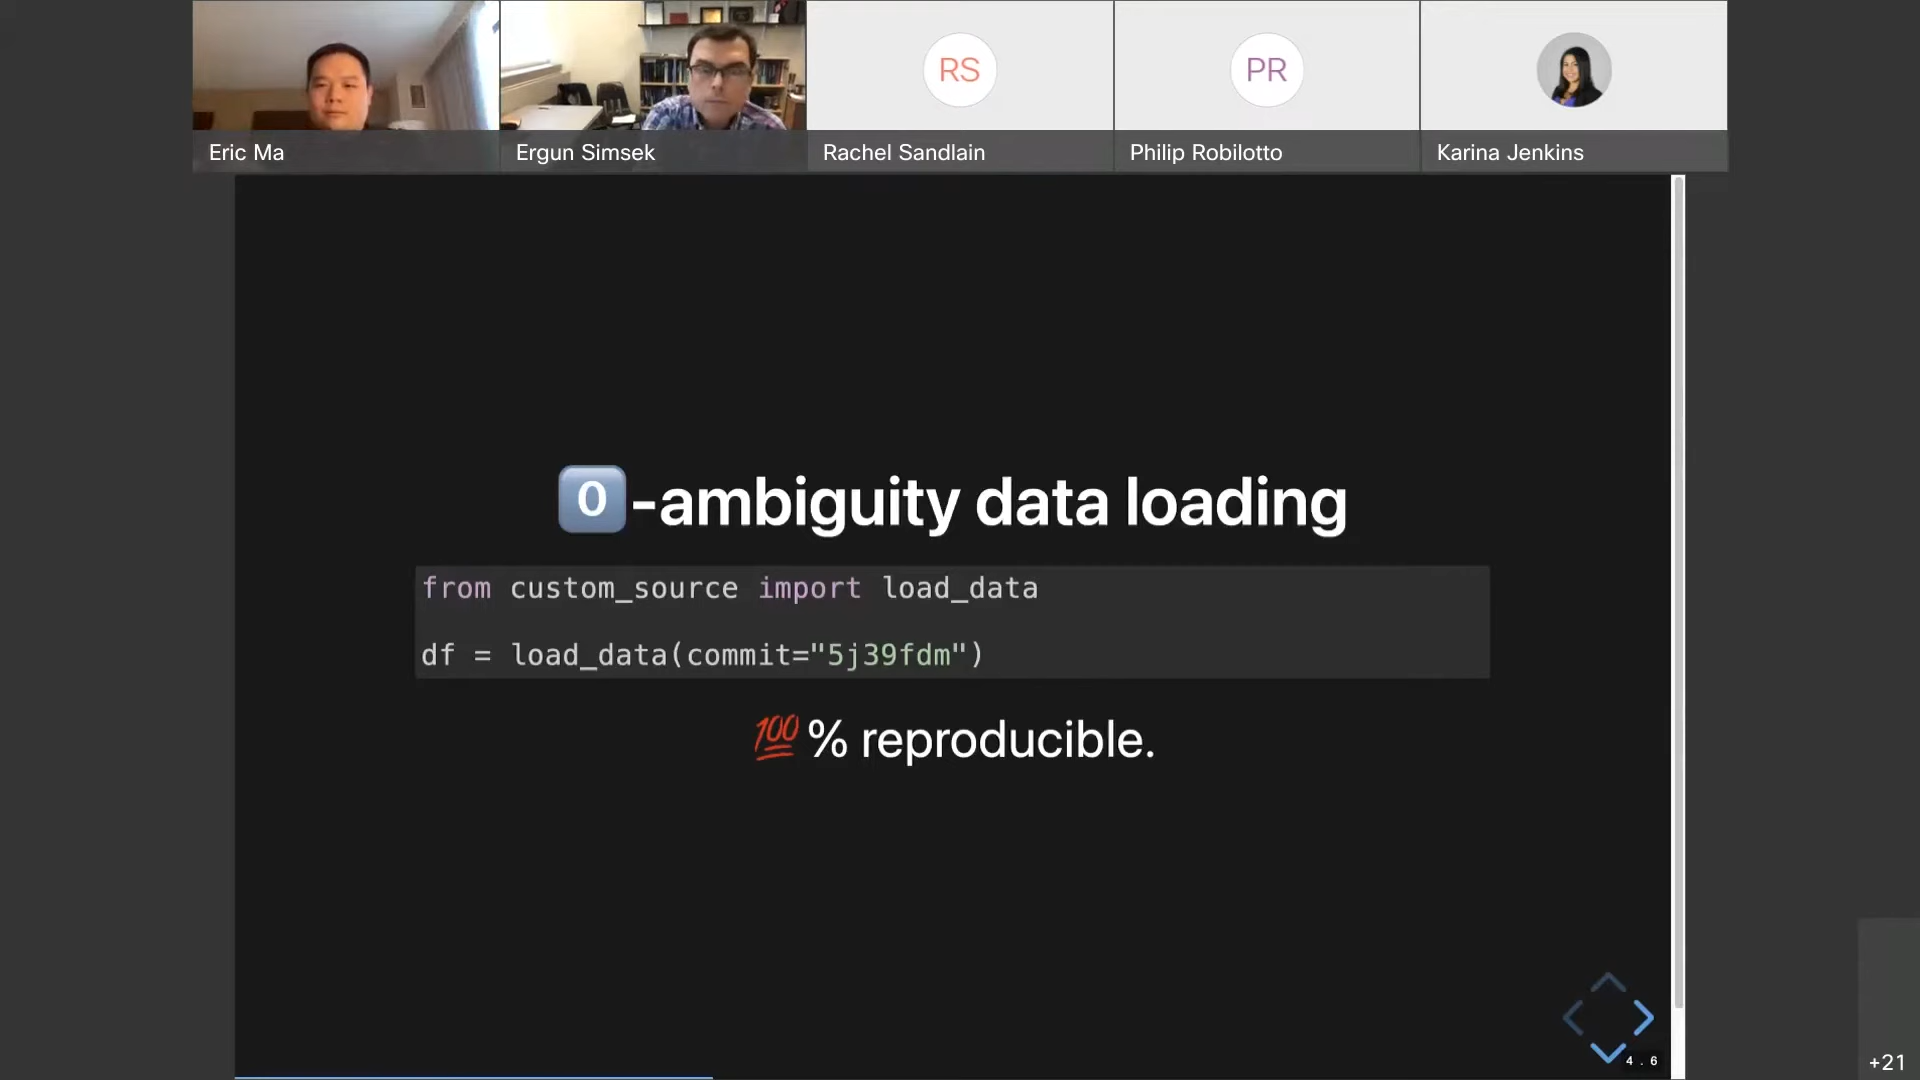 RS
PR
Eric Ma
Ergun Simsek
Rachel Sandlain
Philip Robilotto
Karina Jenkins
0-ambiguity data loading
from custom_source import load_data
df = load_data(commit="5j39fdm")
💯% reproducible.
4.6
+21